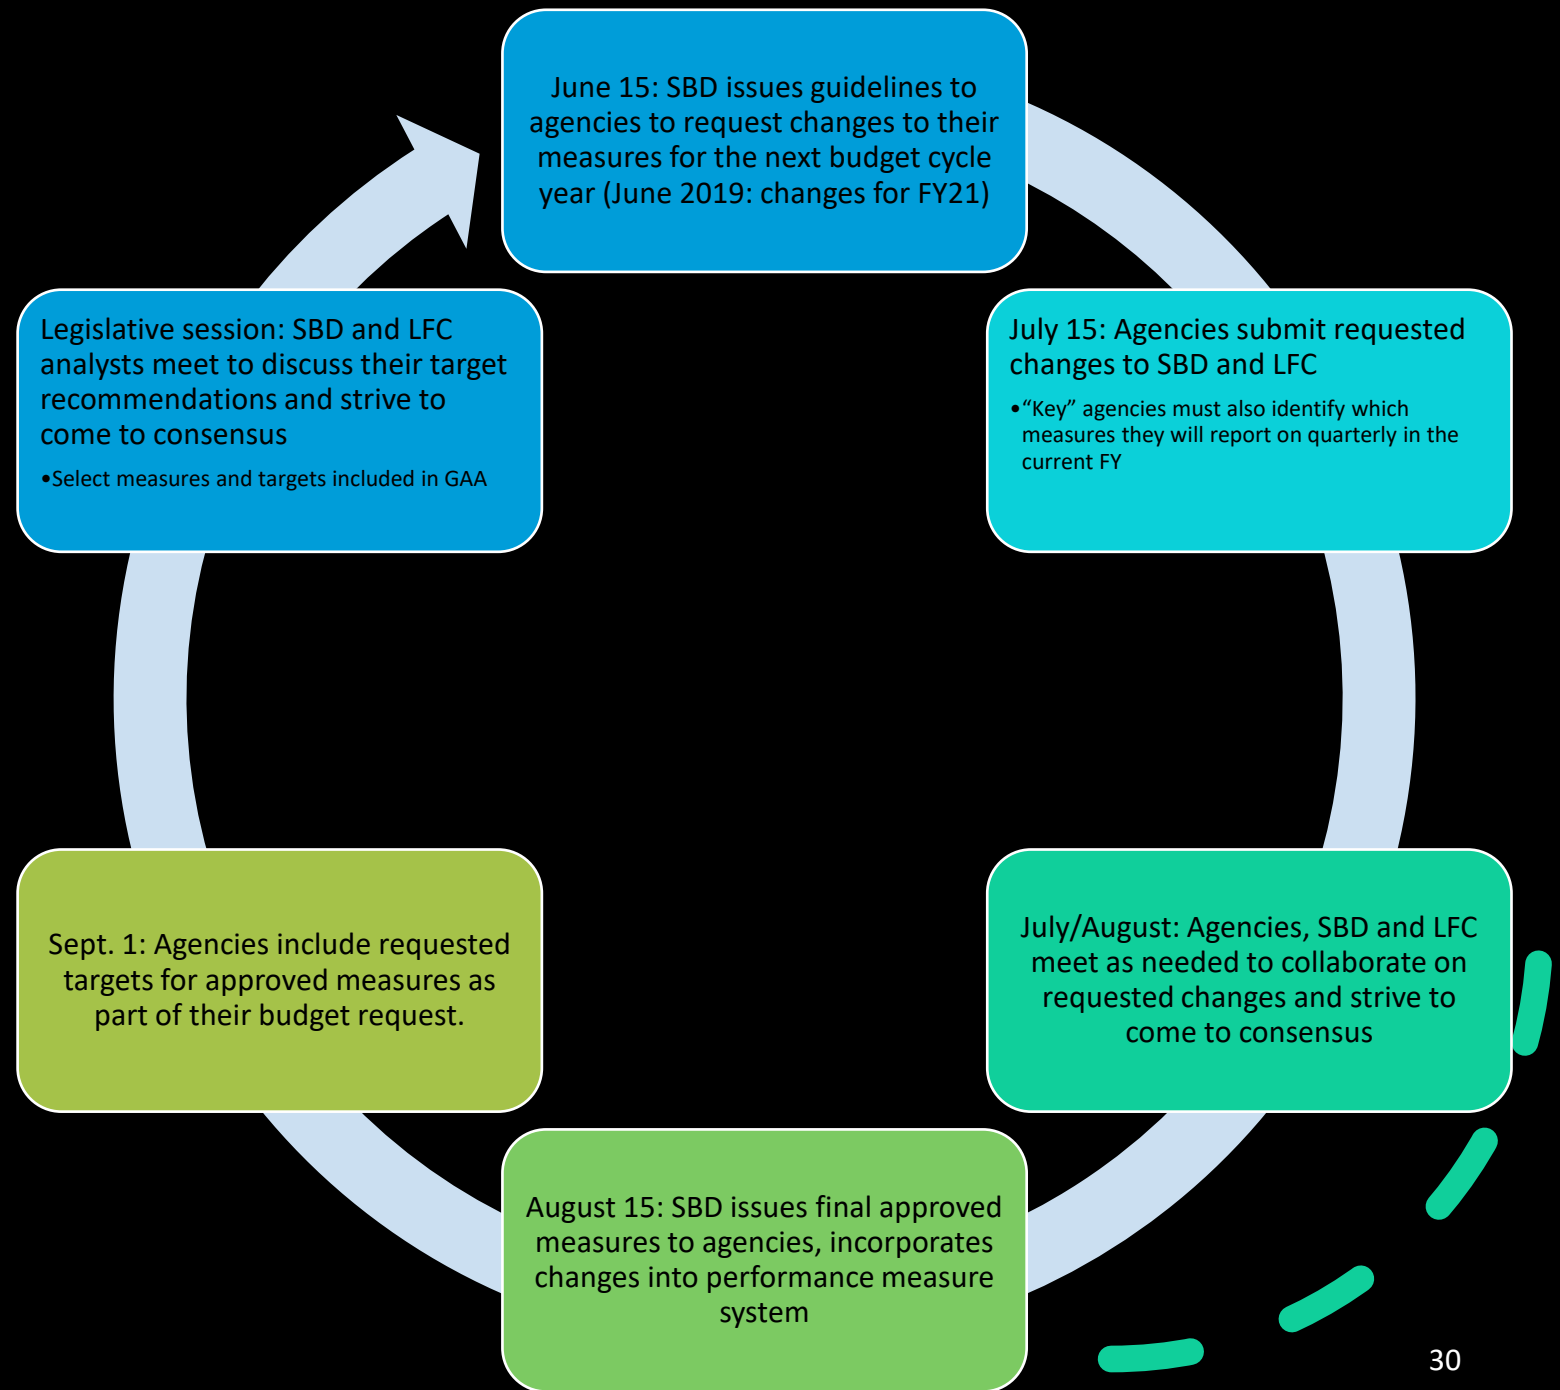 June 15: SBD issues guidelines to
agencies to request changes to their
measures for the next budget cycle
year (June 2019: changes for FY21)
July 15: Agencies submit requested
changes to SBD and LFC
•“Key” agencies must also identify which
measures they will report on quarterly in the
current FY
July/August: Agencies, SBD and LFC
meet as needed to collaborate on
requested changes and strive to
come to consensus
August 15: SBD issues final approved
measures to agencies, incorporates
changes into performance measure
system
Sept. 1: Agencies include requested
targets for approved measures as
part of their budget request.
Legislative session: SBD and LFC
analysts meet to discuss their target
recommendations and strive to
come to consensus
•Select measures and targets included in GAA
30